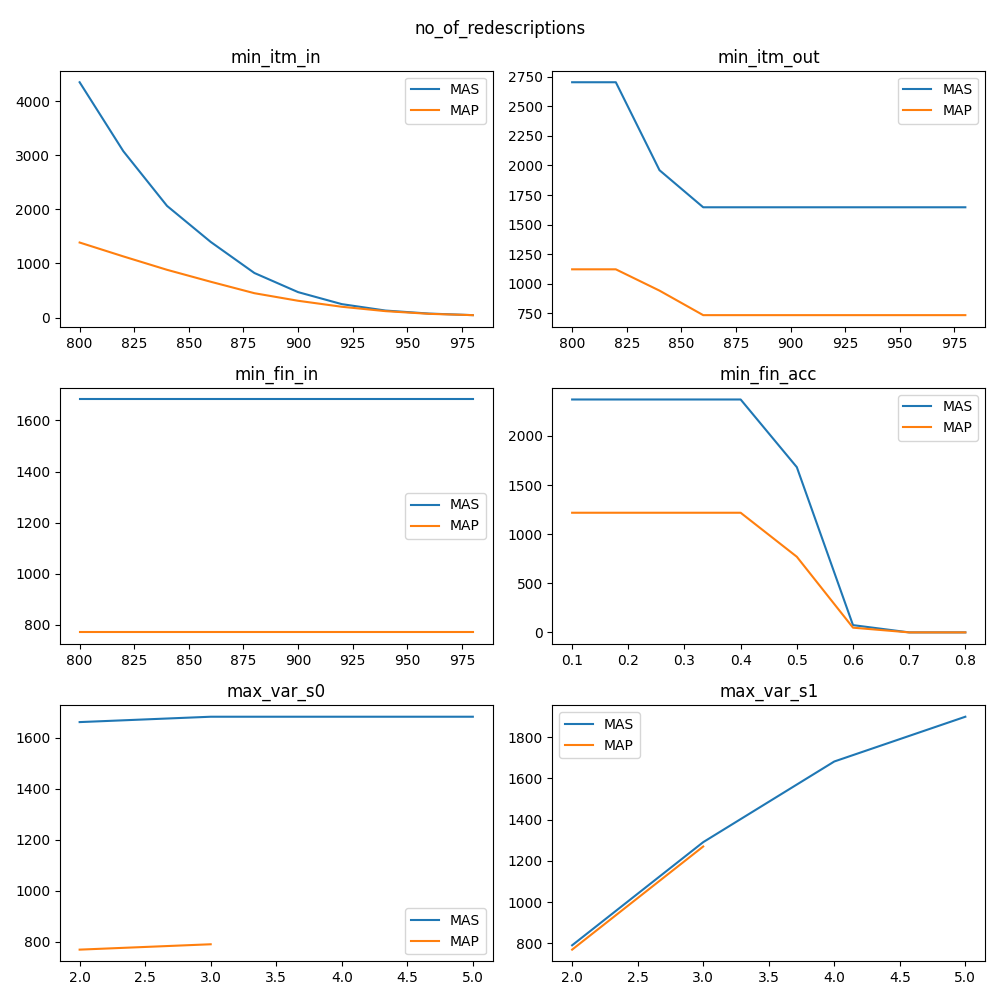 no_of_redescriptions
min_itm_in
4000
3000
2000
1000
0
800 825 850 875 900 925 950 975
MAS
MAP
min_itm_out
2750
2500
2250
2000
1750
1500
1250
1000
750
800 825 850 875 900 925 950 975
MAS
MAP
min_fin_in
1600
1400
1200
1000
800
800 825 850 875 900 925 950 975
MAS
MAP
min_fin_acc
2000
1500
1000
500
0
0.1 0.2 0.3 0.4 0.5 0.6 0.7 0.8
MAS
MAP
max_var_s0
1600
1400
1200
1000
800
2.0 2.5 3.0 3.5 4.0 4.5 5.0
MAS
MAP
max_var_s1
1800
1600
1400
1200
1000
800
2.0 2.5 3.0 3.5 4.0 4.5 5.0
MAS
MAP